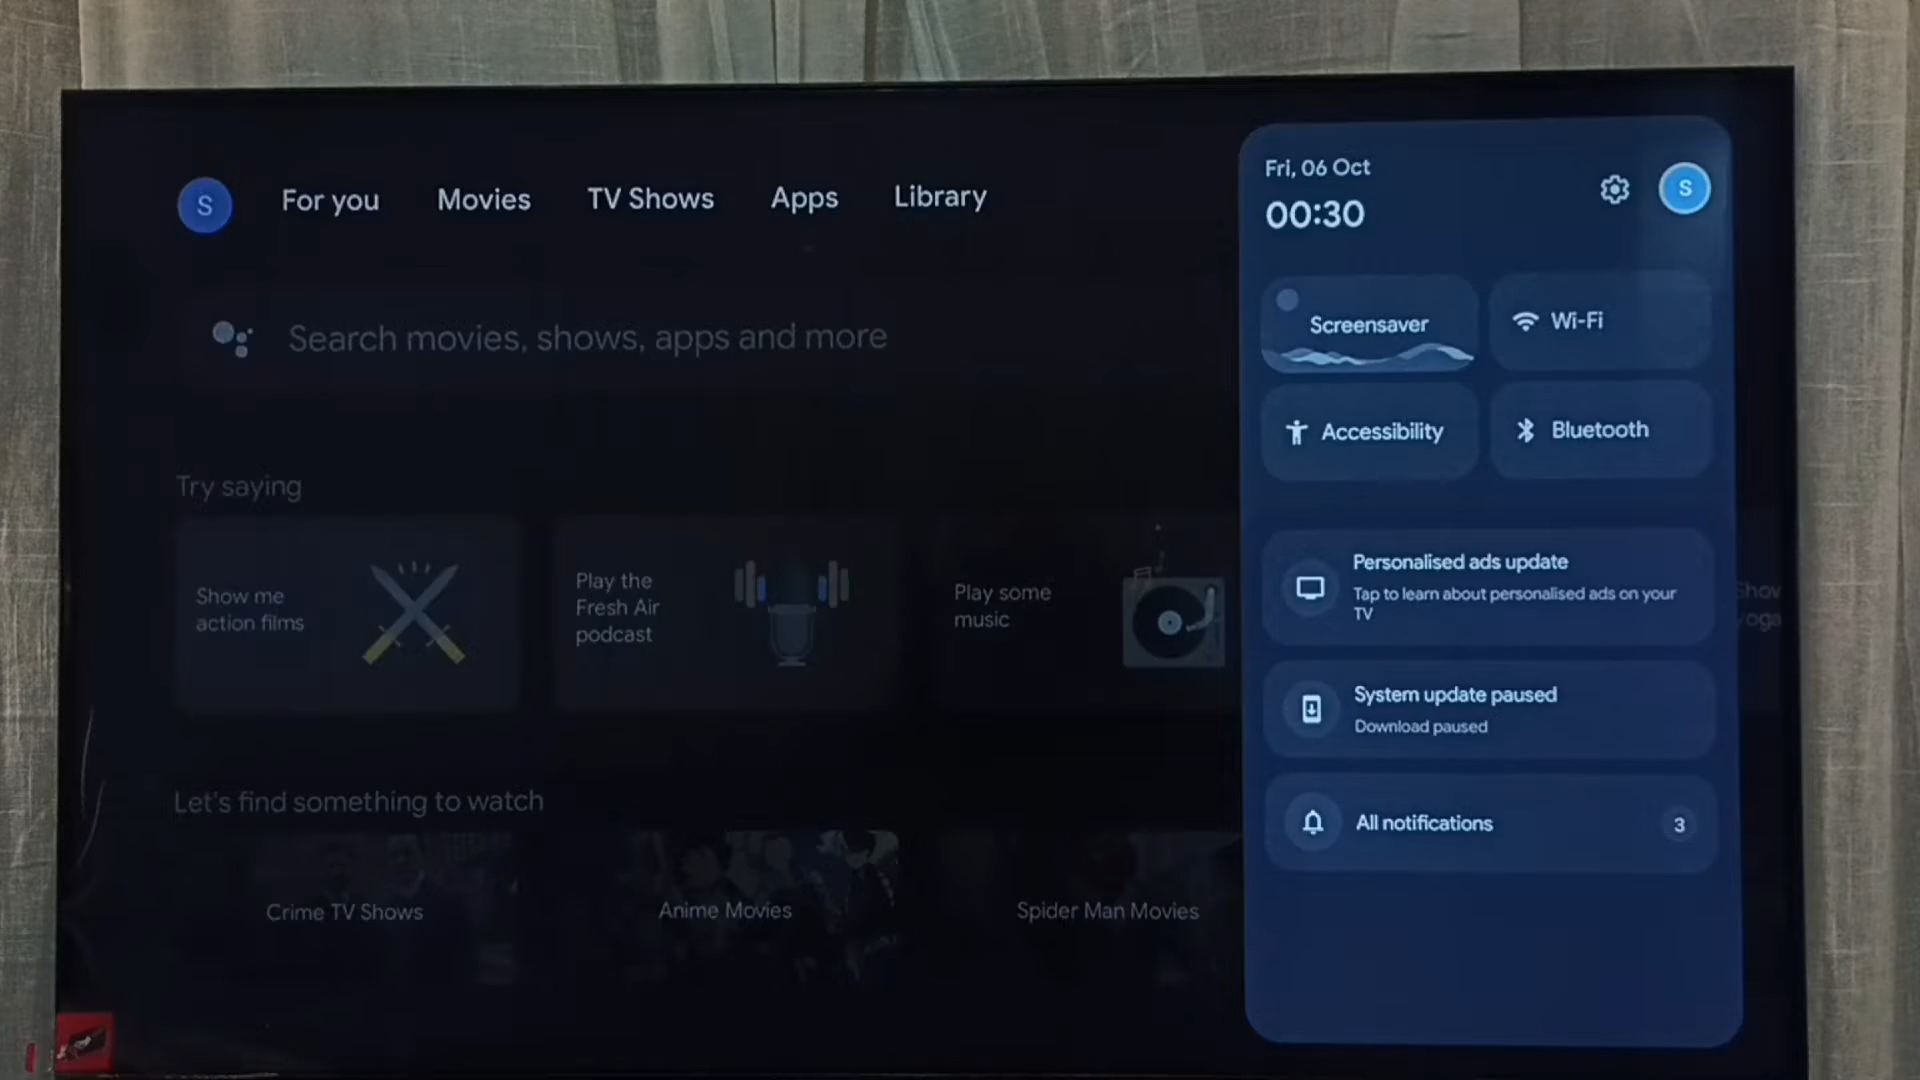 S
For you
Movies
TV Shows
Apps
Library
Search movies, shows, apps and more
Try saying
Show me
action films
Play the
Fresh Air
podcast
Play some
music
Let's find something to watch
Crime TV Shows
Anime Movies
Spider Man Movies
Fri, 06 Oct
00:30
S
Screensaver
Wi-Fi
Accessibility
Bluetooth
Personalised ads update
Tap to learn about personalised ads on your
TV
System update paused
Download paused
All notifications
3